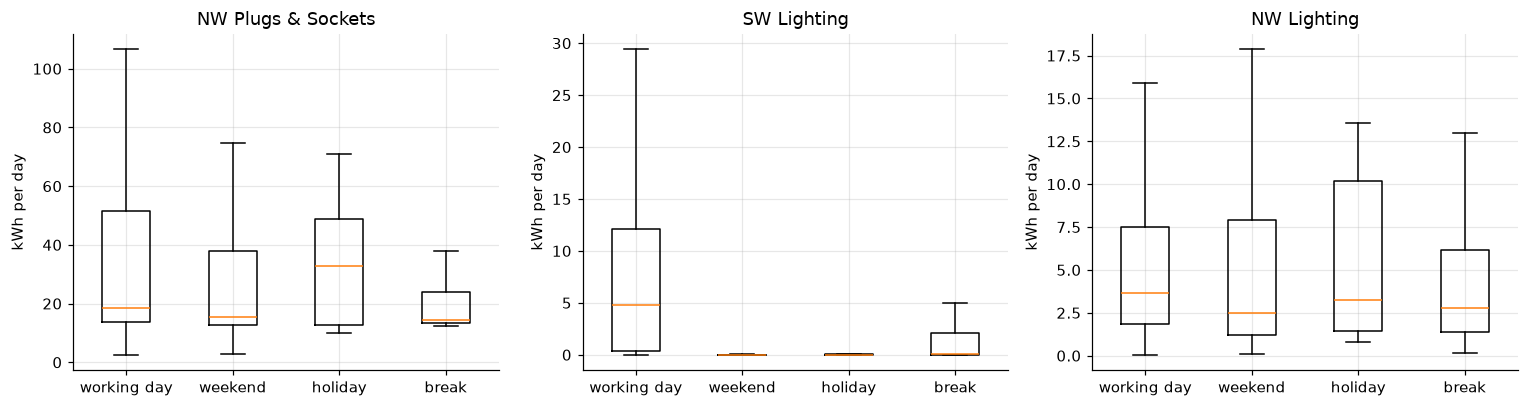 NW Plugs & Sockets
kWh per day
100
80
60
40
20
0
working day weekend holiday break
SW Lighting
kWh per day
30
25
20
15
10
5
0
working day weekend holiday break
NW Lighting
kWh per day
17.5
15.0
12.5
10.0
7.5
5.0
2.5
0.0
working day weekend holiday break